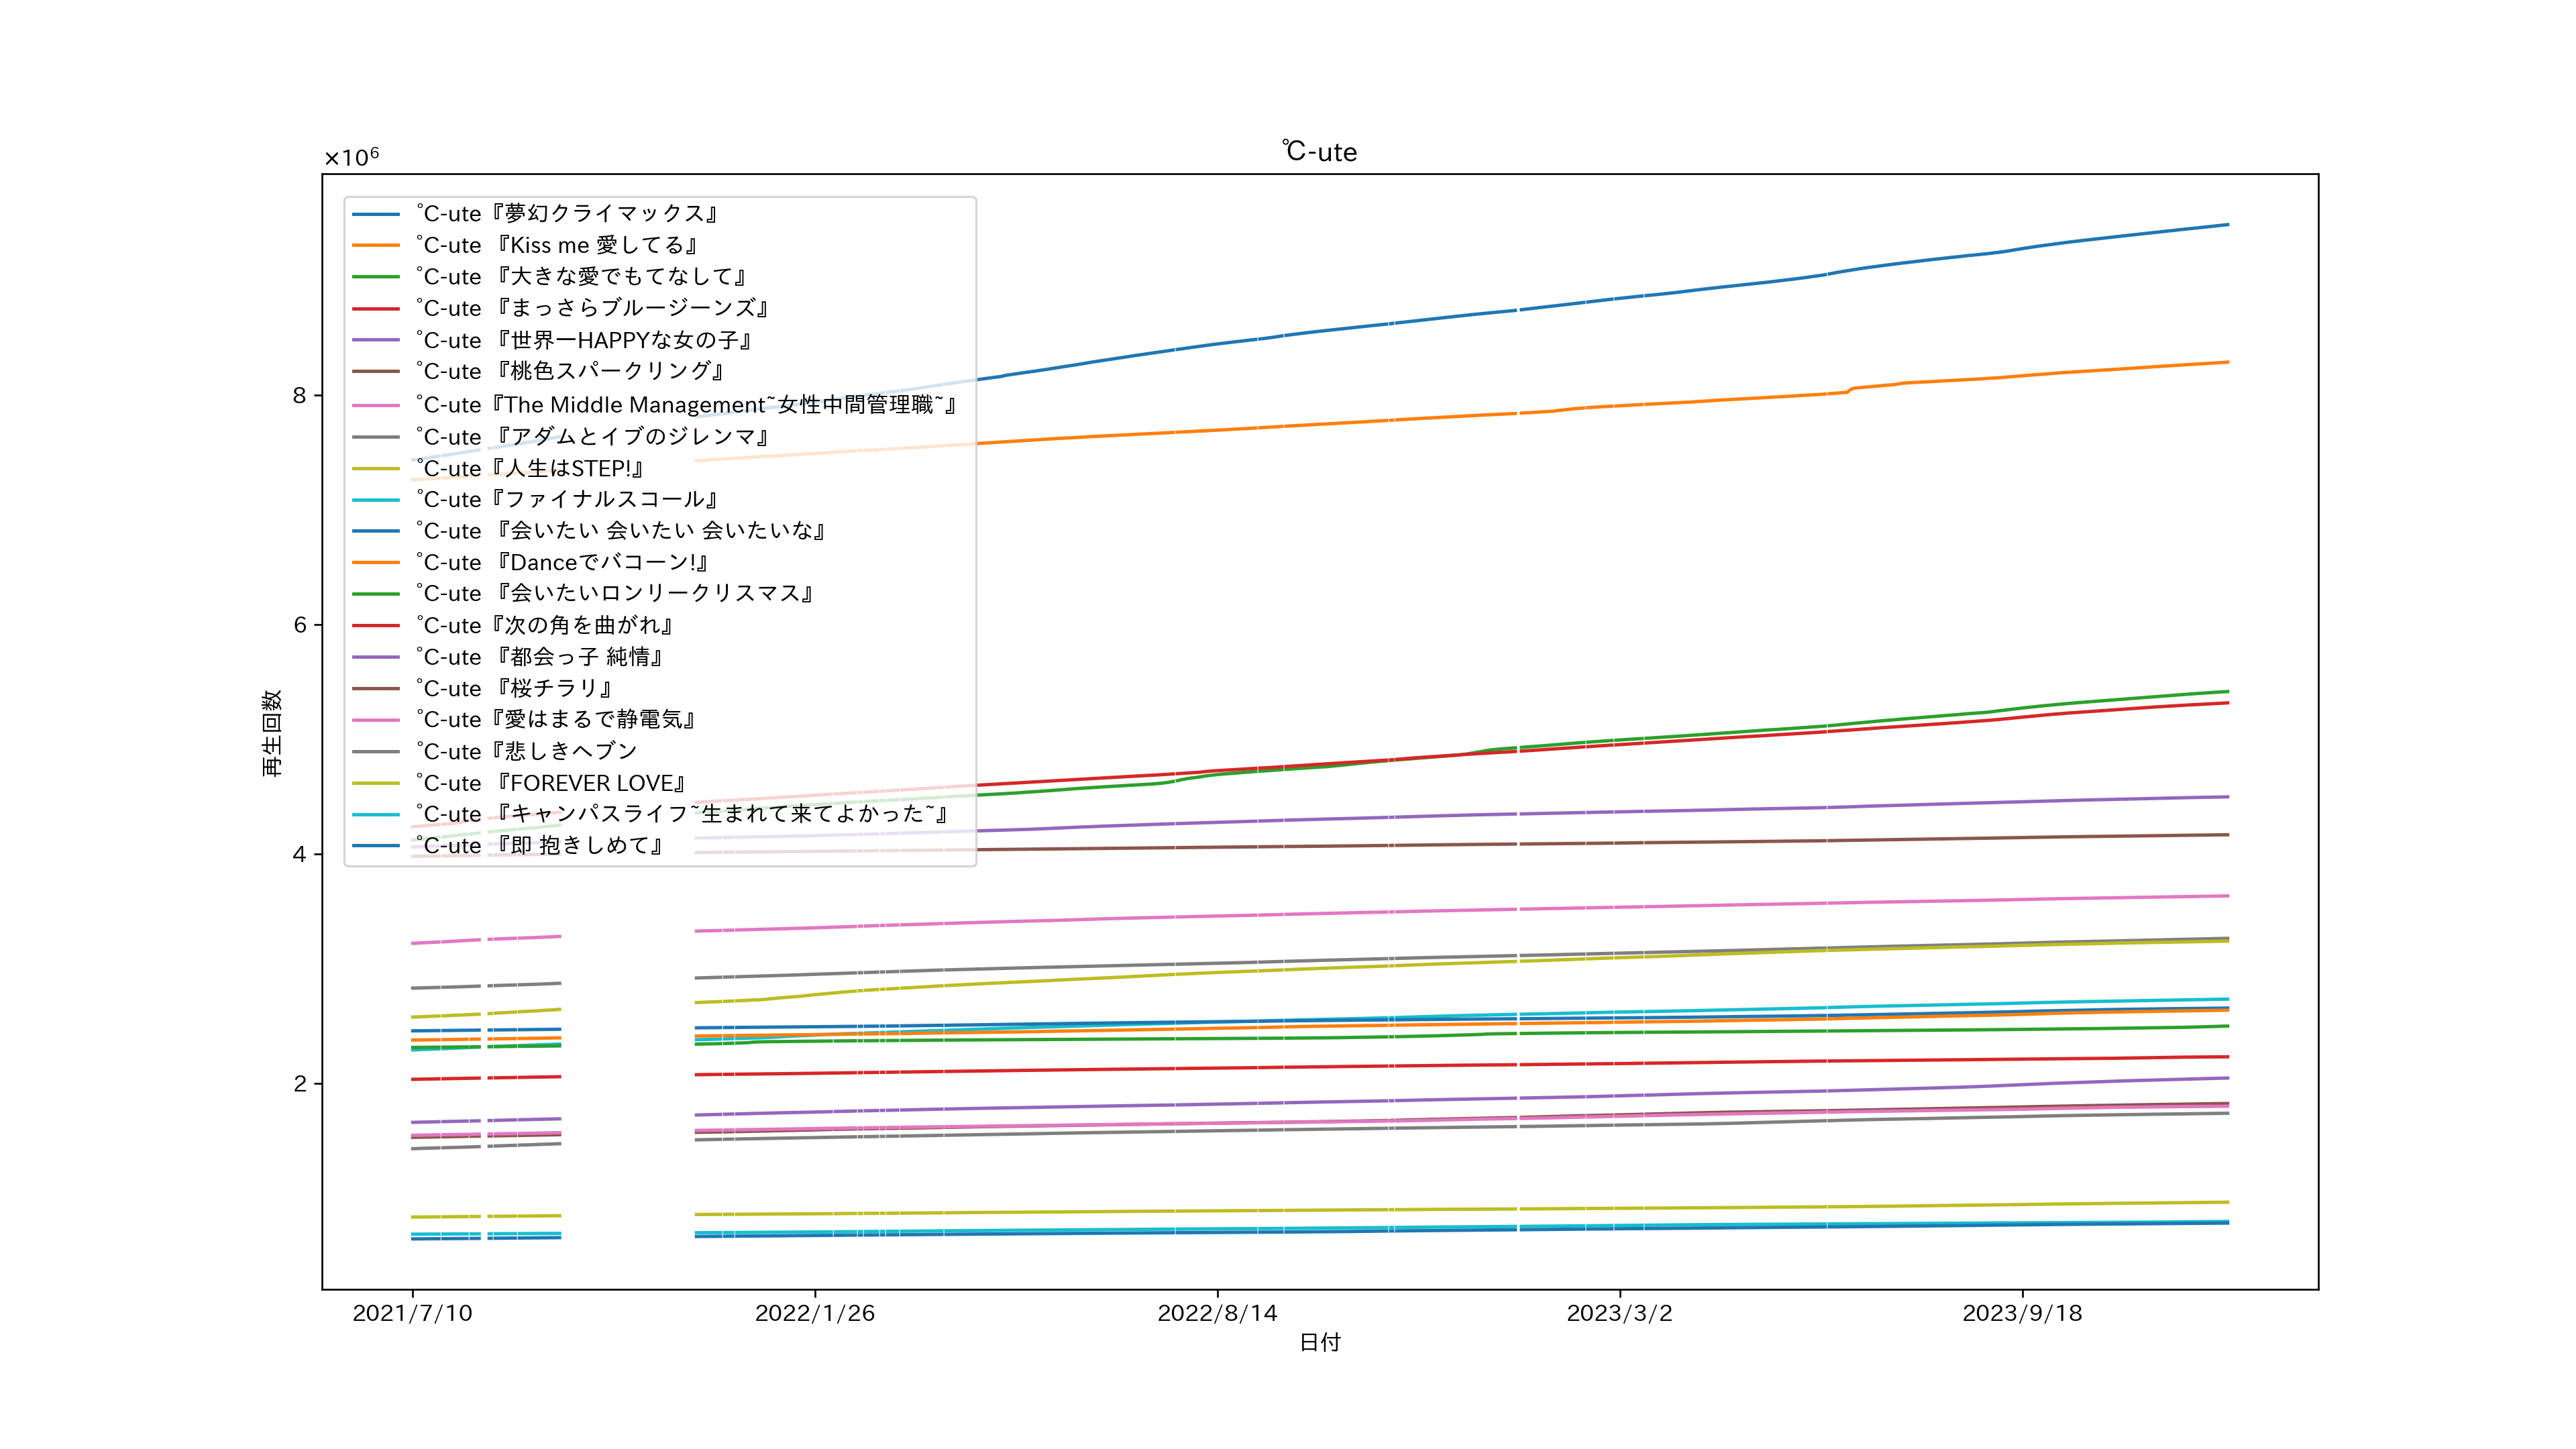 ℃-ute
×10⁶
°C-ute『夢幻クライマックス』
°C-ute 『Kiss me 愛してる』
°C-ute 『大きな愛でもてなして』
°C-ute 『まっさらブルージーンズ』
°C-ute 『世界一HAPPYな女の子』
°C-ute 『桃色スパークリング』
°C-ute『The Middle Management~女性中間管理職~』
°C-ute『アダムとイブのジレンマ』
°C-ute『人生はSTEP!』
°C-ute『ファイナルスコール』
°C-ute 『会いたい 会いたい 会いたいな』
°C-ute 『Danceでバコーン!』
°C-ute 『会いたいロンリークリスマス』
°C-ute『次の角を曲がれ』
°C-ute 『都会っ子 純情』
°C-ute 『桜チラリ』
°C-ute『愛はまるで静電気』
°C-ute『悲しきヘブン
°C-ute 『FOREVER LOVE』
°C-ute 『キャンパスライフ~生まれて来てよかった~』
°C-ute 『即 抱きしめて』
8
6
4
2
再生回数
2021/7/10
2022/1/26
2022/8/14
2023/3/2
2023/9/18
日付